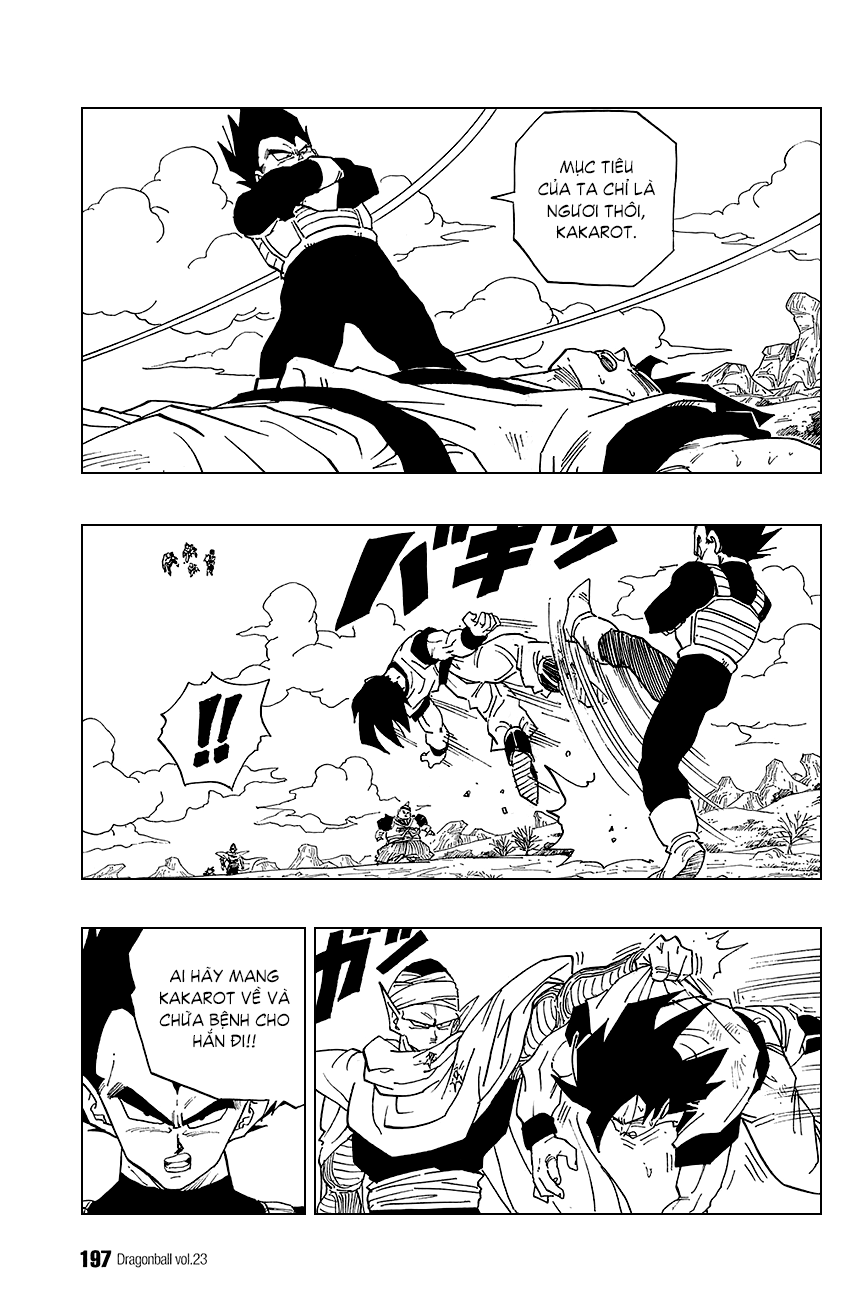 MỤC TIÊU
CỦA TA CHỈ LÀ
NGƯƠI THÔI,
KAKAROT.
バキッ
!!
AI HÃY MANG
KAKAROT VỀ VÀ
CHỮA BỆNH CHO
HẮN ĐI!!
ガッ
197 Dragonball vol.23